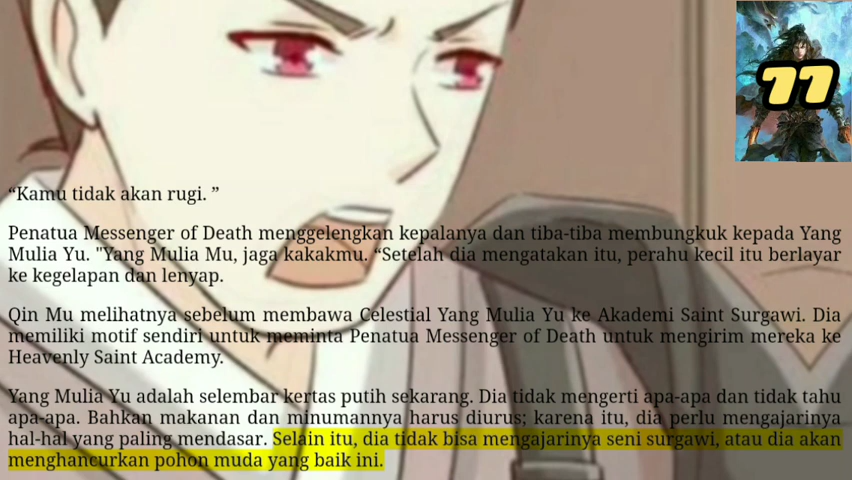 77
“Kamu tidak akan rugi. ”
Penatua Messenger of Death menggelengkan kepalanya dan tiba-tiba membungkuk kepada Yang
Mulia Yu. "Yang Mulia Mu, jaga kakakmu. “Setelah dia mengatakan itu, perahu kecil itu berlayar
ke kegelapan dan lenyap.
Qin Mu melihatnya sebelum membawa Celestial Yang Mulia Yu ke Akademi Saint Surgawi. Dia
memiliki motif sendiri untuk meminta Penatua Messenger of Death untuk mengirim mereka ke
Heavenly Saint Academy.
Yang Mulia Yu adalah selembar kertas putih sekarang. Dia tidak mengerti apa-apa dan tidak tahu
apa-apa. Bahkan makanan dan minumannya harus diurus; karena itu, dia perlu mengajarinya
hal-hal yang paling mendasar. Selain itu, dia tidak bisa mengajarinya seni surgawi, atau dia akan
menghancurkan pohon muda yang baik ini.